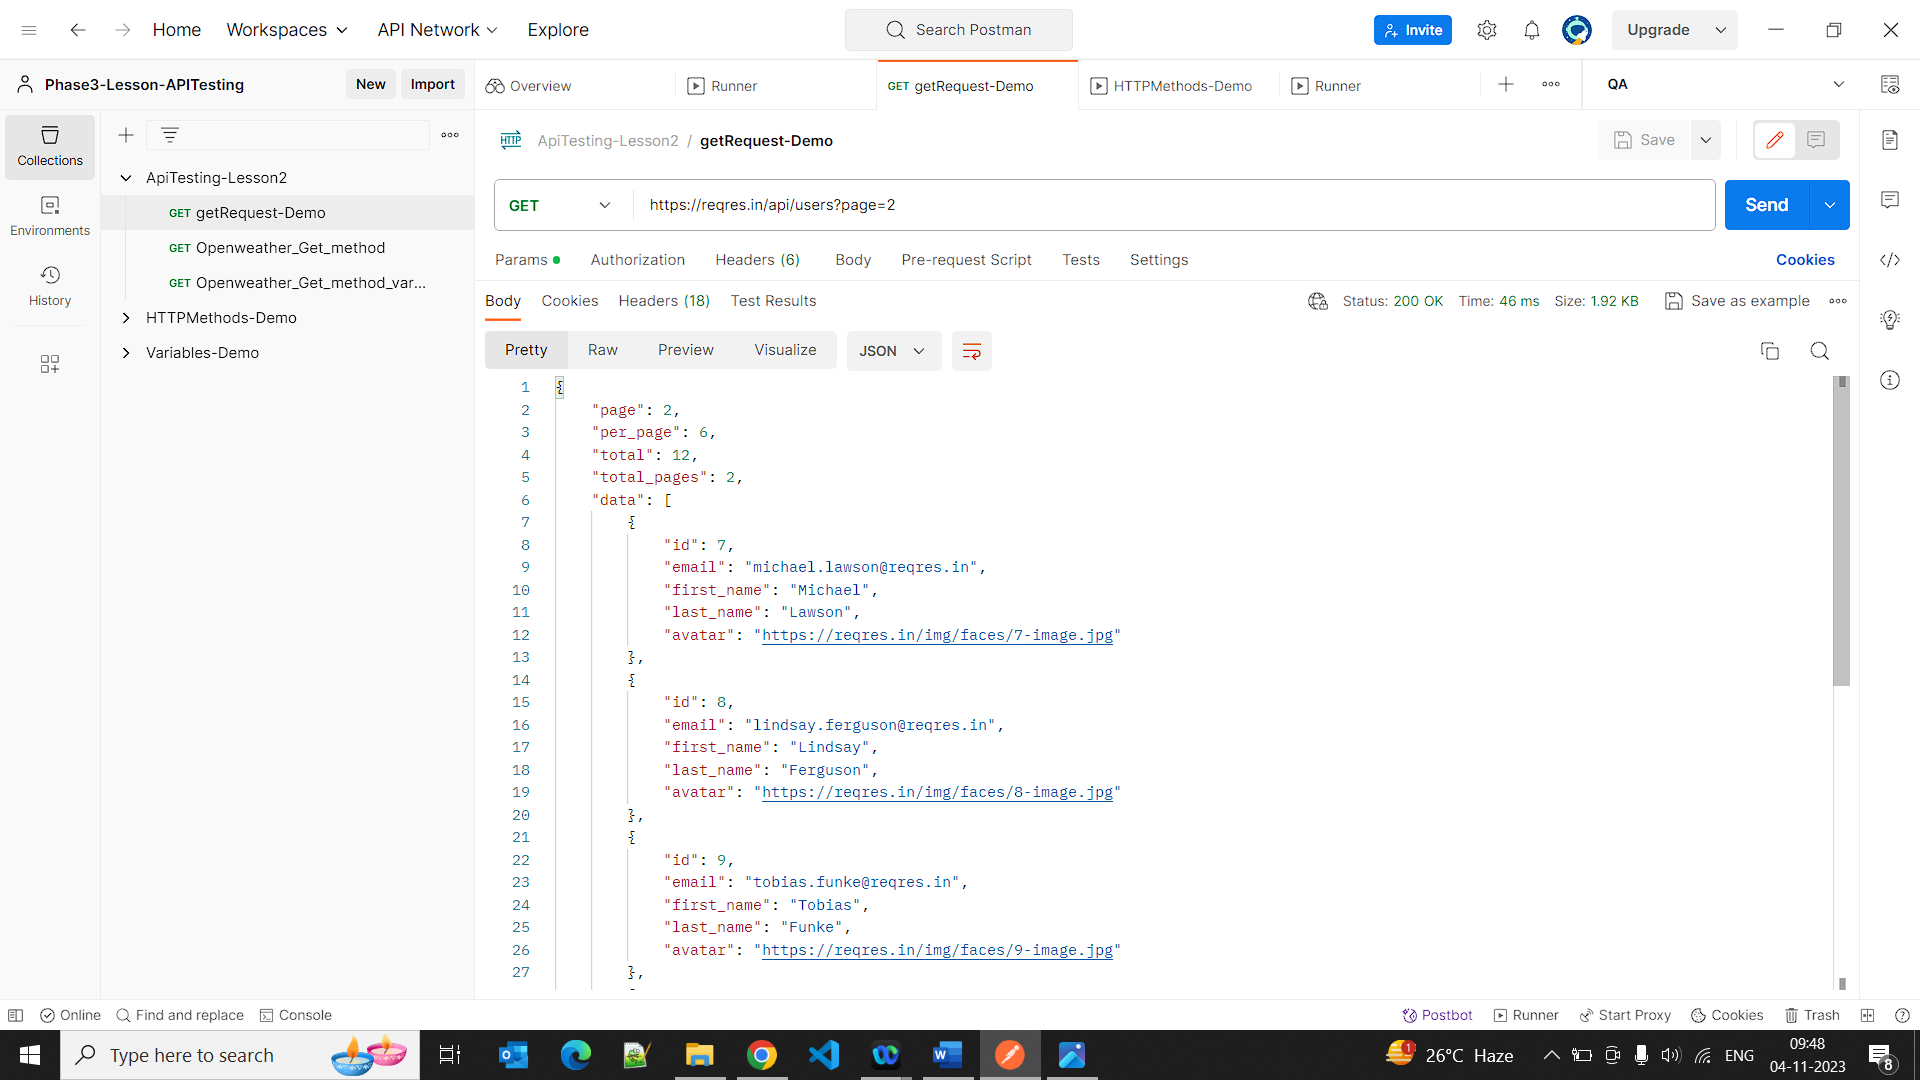 Home Workspaces API Network Explore Search Postman Invite Upgrade
Phase3-Lesson-APITesting New Import Overview Runner GET getRequest-Demo HTTPMethods-Demo Runner QA
Collections
Environments
History
ApiTesting-Lesson2
GET getRequest-Demo
GET Openweather_Get_method
GET Openweather_Get_method_var...
HTTPMethods-Demo
Variables-Demo
HTTP ApiTesting-Lesson2 / getRequest-Demo Save
GET https://reqres.in/api/users?page=2 Send
Params Authorization Headers (6) Body Pre-request Script Tests Settings Cookies
Body Cookies Headers (18) Test Results Status: 200 OK Time: 46 ms Size: 1.92 KB Save as example
Pretty Raw Preview Visualize JSON
1 {
2 "page": 2,
3 "per_page": 6,
4 "total": 12,
5 "total_pages": 2,
6 "data": [
7 {
8 "id": 7,
9 "email": "michael.lawson@reqres.in",
10 "first_name": "Michael",
11 "last_name": "Lawson",
12 "avatar": "https://reqres.in/img/faces/7-image.jpg"
13 },
14 {
15 "id": 8,
16 "email": "lindsay.ferguson@reqres.in",
17 "first_name": "Lindsay",
18 "last_name": "Ferguson",
19 "avatar": "https://reqres.in/img/faces/8-image.jpg"
20 },
21 {
22 "id": 9,
23 "email": "tobias.funke@reqres.in",
24 "first_name": "Tobias",
25 "last_name": "Funke",
26 "avatar": "https://reqres.in/img/faces/9-image.jpg"
27 },
Online Find and replace Console Postbot Runner Start Proxy Cookies Trash
Type here to search 1 26°C Haze ENG 09:48
04-11-2023 8